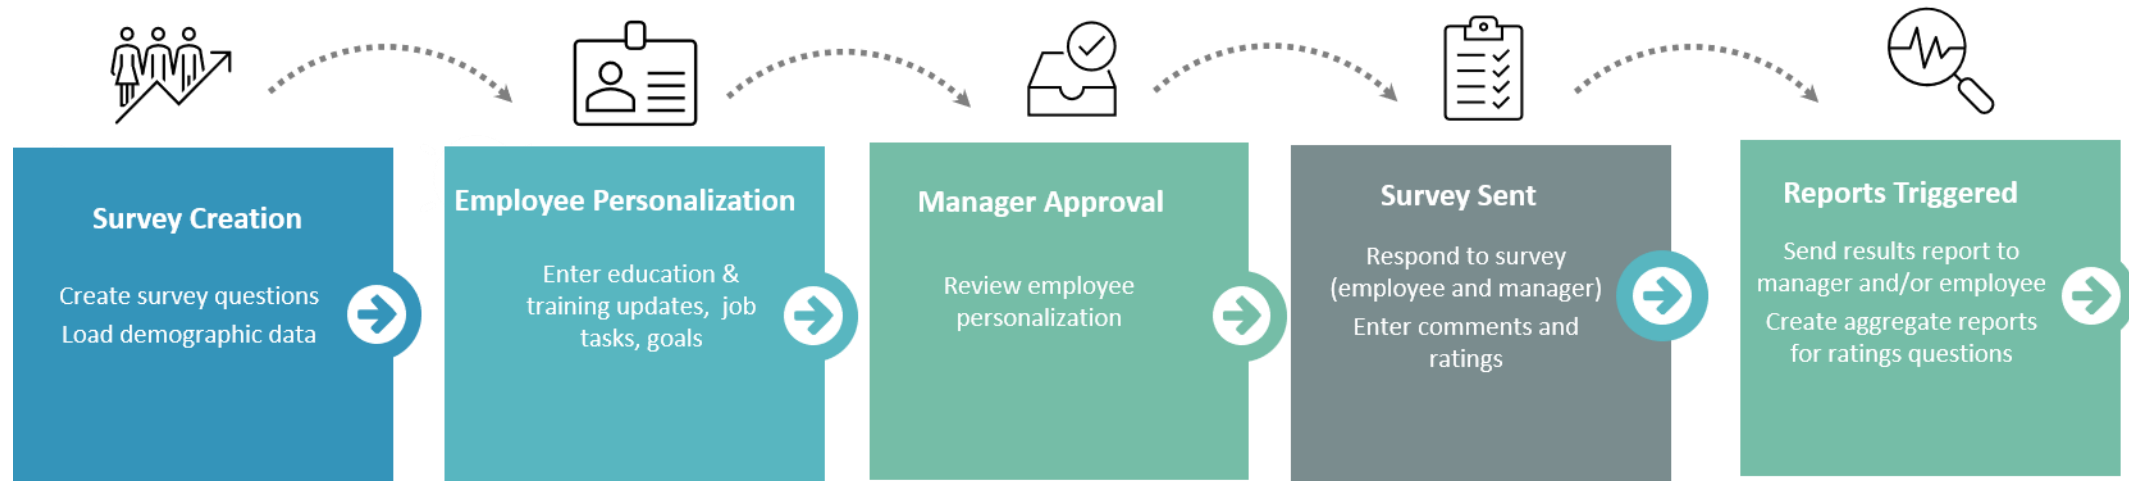 Survey Creation
Create survey questions
Load demographic data
Employee Personalization
Enter education &
training updates,  job
tasks, goals
Manager Approval
Review employee
personalization
Survey Sent
Respond to survey
(employee and manager)
Enter comments and
ratings
Reports Triggered
Send results report to
manager and/or employee
Create aggregate reports
for ratings questions